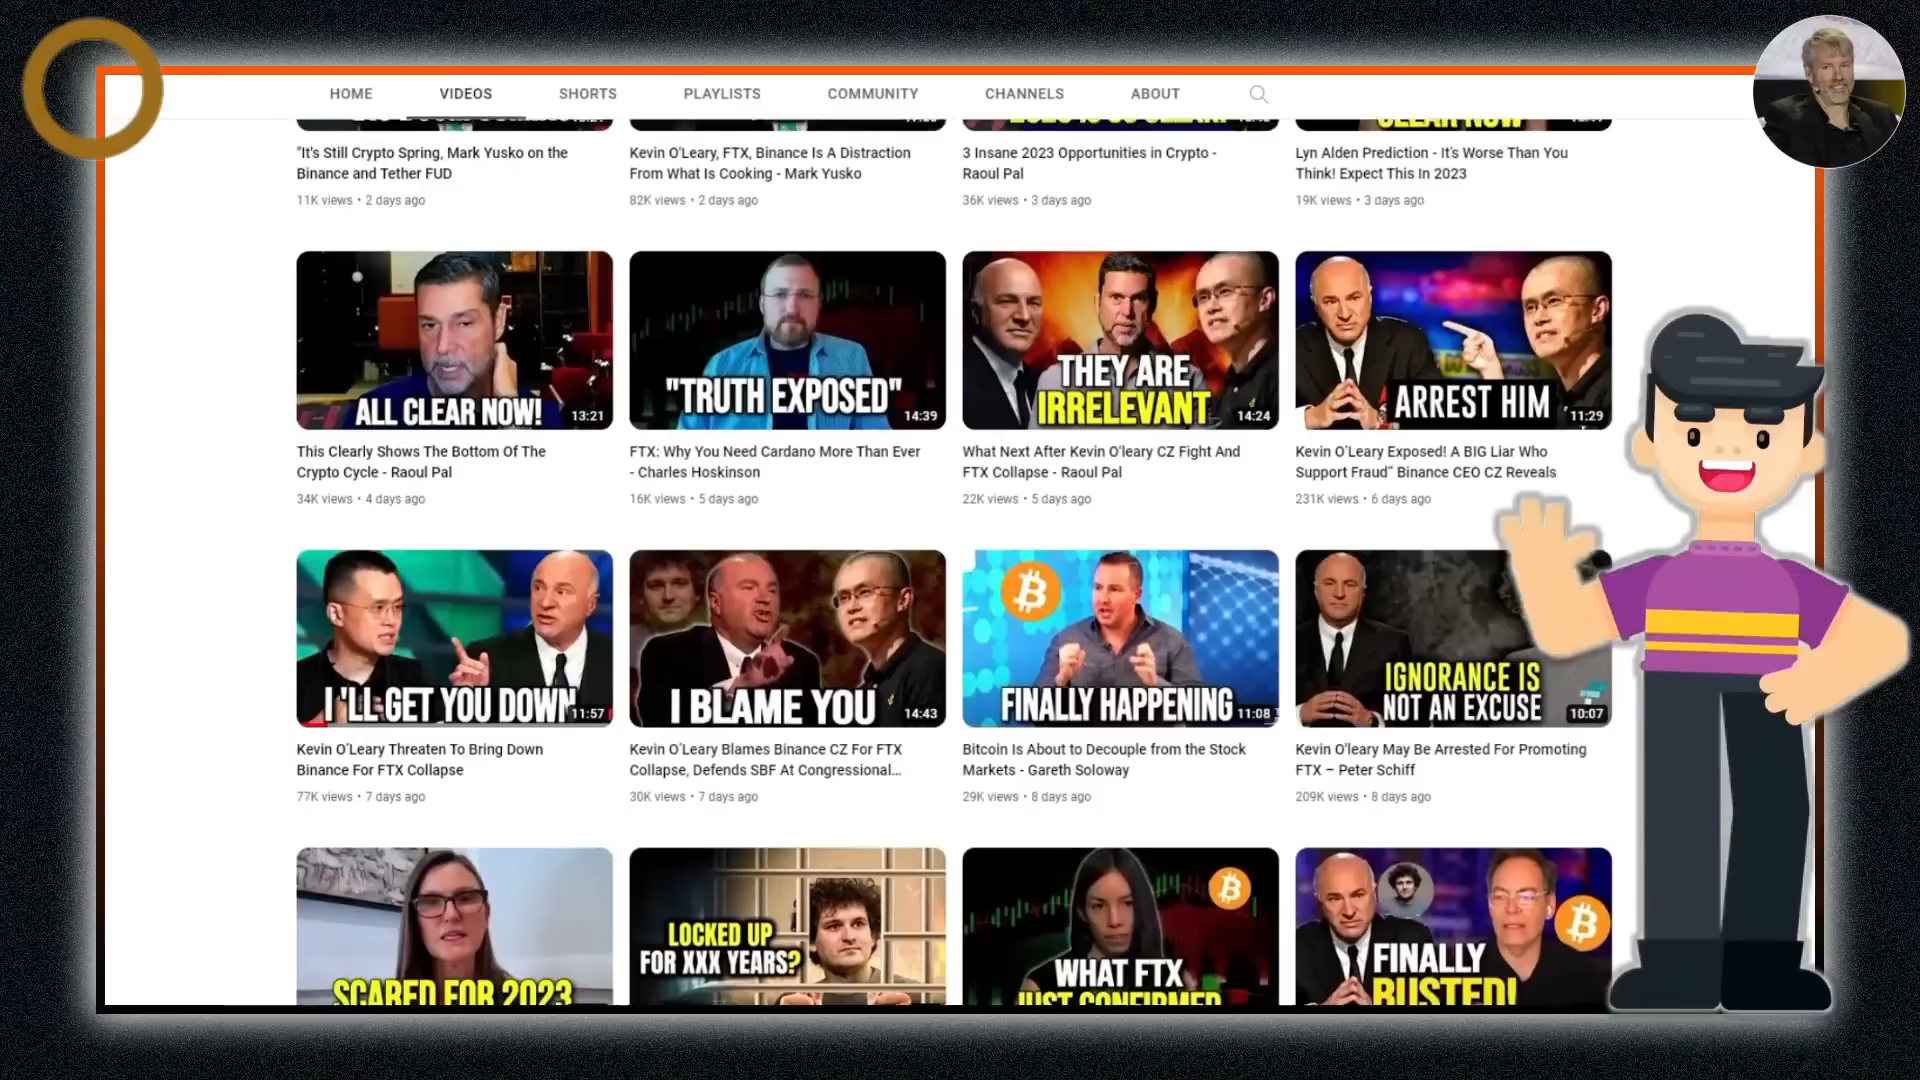 HOME VIDEOS SHORTS PLAYLISTS COMMUNITY CHANNELS ABOUT
CLEAR NOW
"It's Still Crypto Spring, Mark Yusko on the
Binance and Tether FUD
11K views • 2 days ago
Kevin O'Leary, FTX, Binance Is A Distraction
From What Is Cooking - Mark Yusko
82K views • 2 days ago
3 Insane 2023 Opportunities in Crypto -
Raoul Pal
36K views • 3 days ago
Lyn Alden Prediction - It's Worse Than You
Think! Expect This In 2023
19K views • 3 days ago
ALL CLEAR NOW!
13:21
This Clearly Shows The Bottom Of The
Crypto Cycle - Raoul Pal
34K views • 4 days ago
"TRUTH EXPOSED"
14:39
FTX: Why You Need Cardano More Than Ever
- Charles Hoskinson
16K views • 5 days ago
THEY ARE
IRRELEVANT
14:24
What Next After Kevin O'leary CZ Fight And
FTX Collapse - Raoul Pal
22K views • 5 days ago
ARREST HIM
11:29
Kevin O'Leary Exposed! A BIG Liar Who
Support Fraud" Binance CEO CZ Reveals
231K views • 6 days ago
I'LL GET YOU DOWN
11:57
Kevin O'Leary Threaten To Bring Down
Binance For FTX Collapse
77K views • 7 days ago
I BLAME YOU
14:43
Kevin O'Leary Blames Binance CZ For FTX
Collapse, Defends SBF At Congressional...
30K views • 7 days ago
FINALLY HAPPENING
11:08
Bitcoin Is About to Decouple from the Stock
Markets - Gareth Soloway
29K views • 8 days ago
IGNORANCE IS
NOT AN EXCUSE
10:07
Kevin O'leary May Be Arrested For Promoting
FTX – Peter Schiff
209K views • 8 days ago
SCARED FOR 2023
LOCKED UP
FOR XXX YEARS?
WHAT FTX
JUST CONFIRMED
FINALLY
BUSTED!